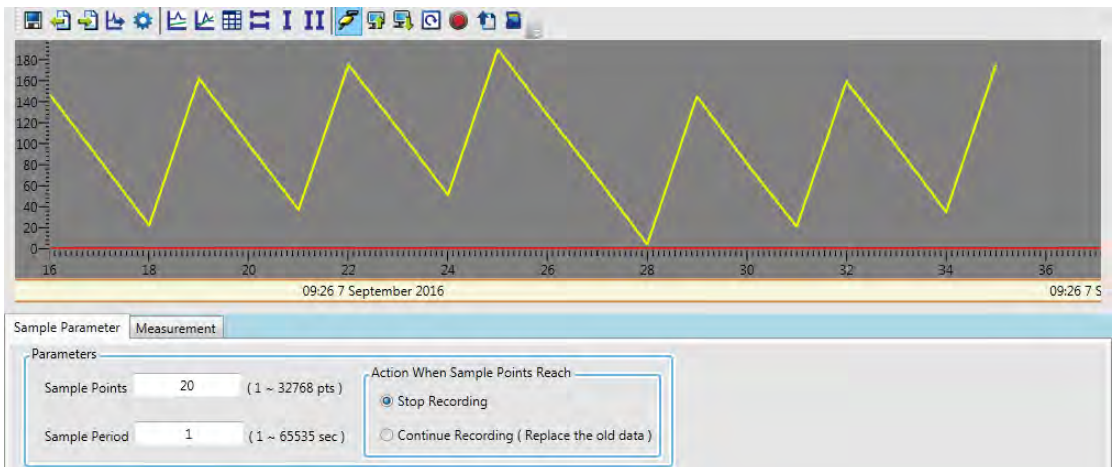 180
160
140
120
100
80
60
40
20
0
16 18 20 22 24 26 28 30 32 34 36
09:26 7 September 2016 09:26 7 S
Sample Parameter Measurement
Parameters
Sample Points 20 ( 1 ~ 32768 pts )
Sample Period 1 ( 1 ~ 65535 sec )
Action When Sample Points Reach
Stop Recording
Continue Recording ( Replace the old data )